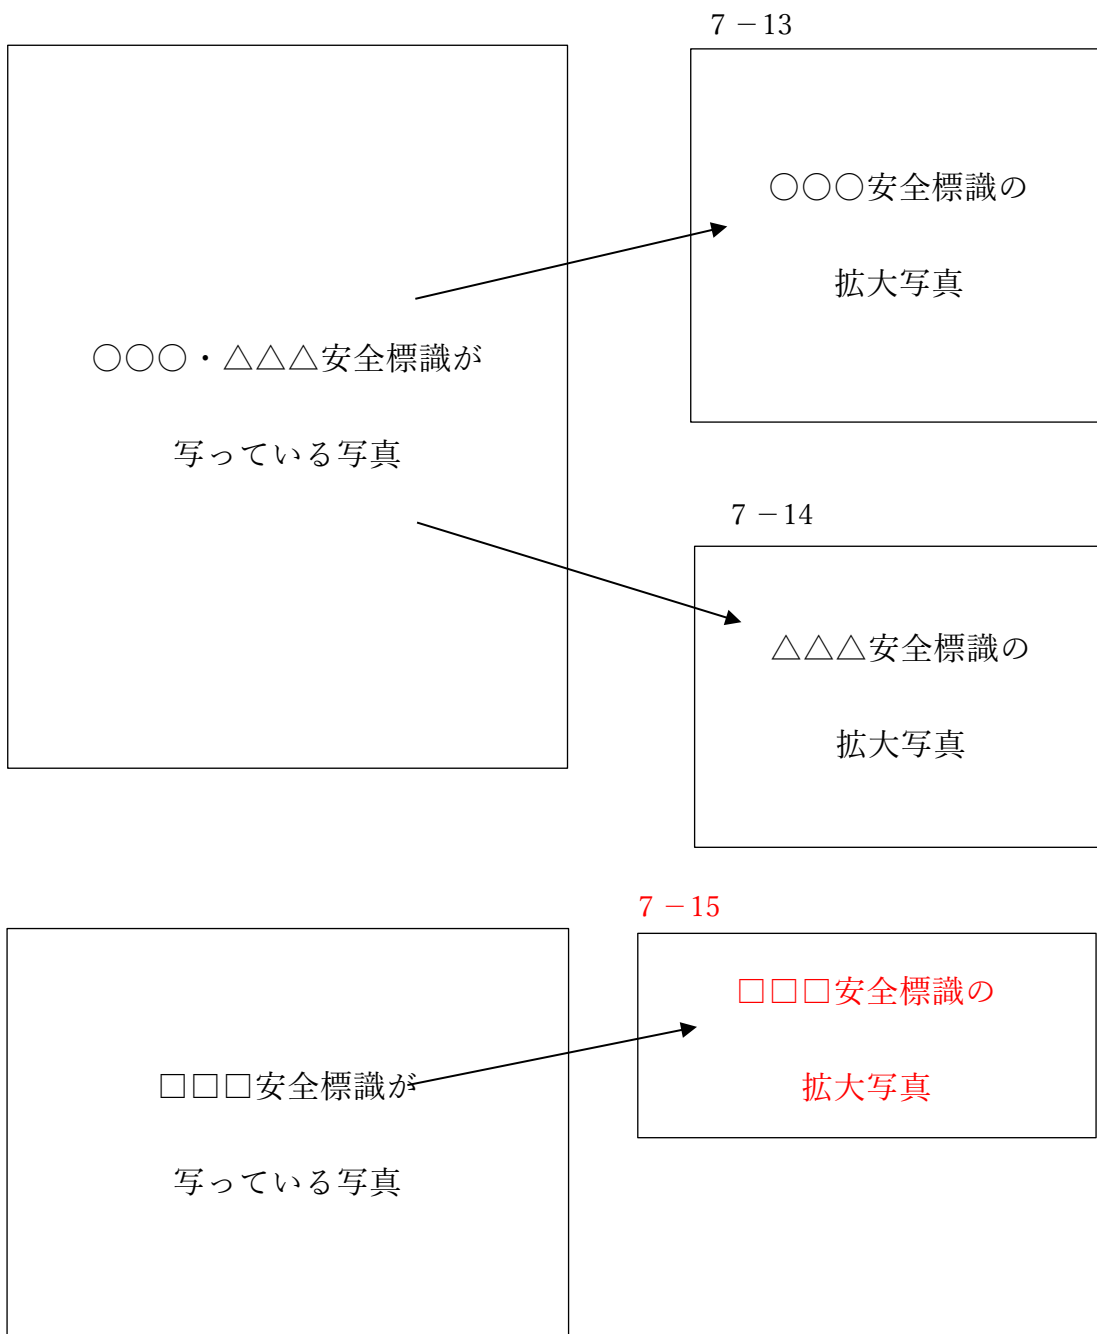 ７－13
○○○安全標識の
拡大写真
○○○・△△△安全標識が
写っている写真
７－14
△△△安全標識の
拡大写真
７－15
□□□安全標識の
拡大写真
□□□安全標識が
写っている写真